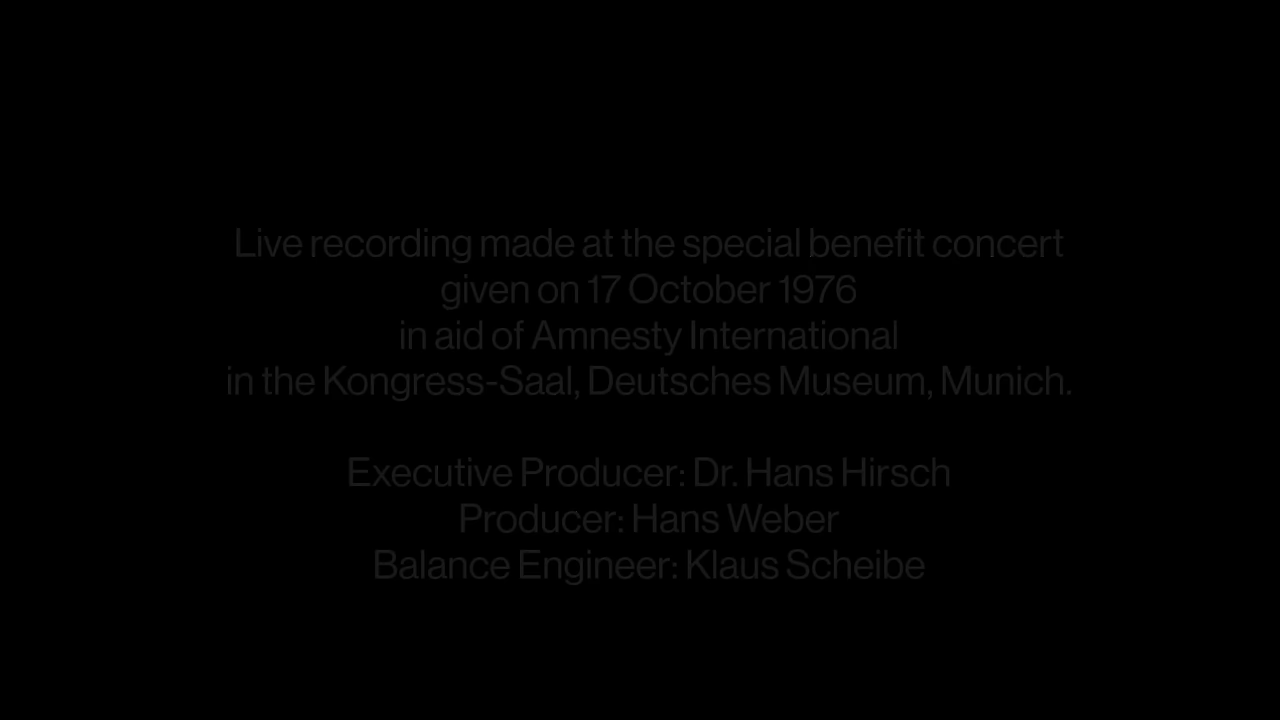 Live recording made at the special benefit concert
given on 17 October 1976
in aid of Amnesty International
in the Kongress-Saal, Deutsches Museum, Munich.
Executive Producer: Dr. Hans Hirsch
Producer: Hans Weber
Balance Engineer: Klaus Scheibe